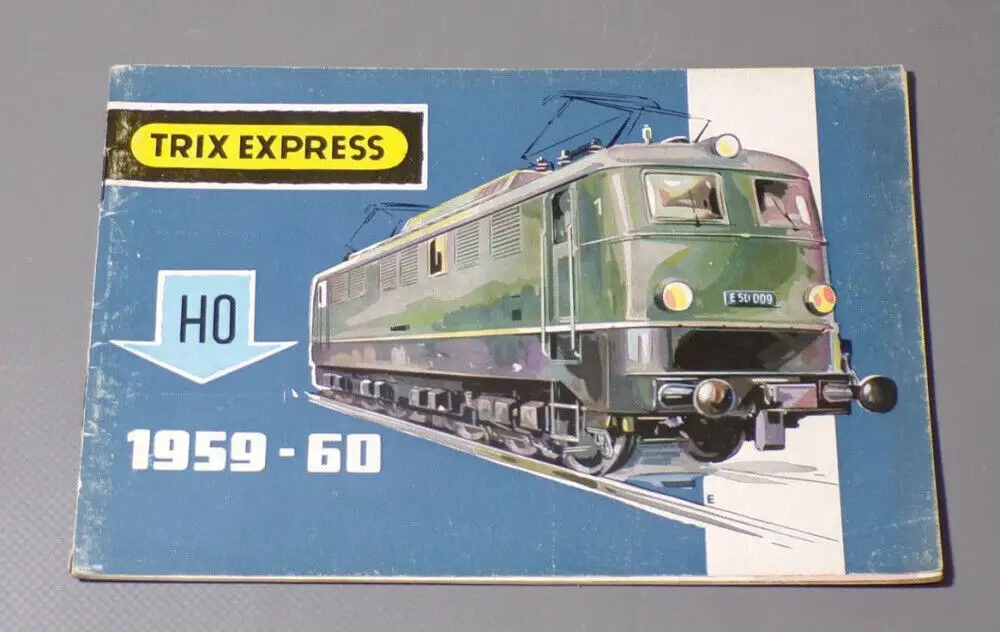 TRIX EXPRESS
HO
1959-60
E 50 009
E